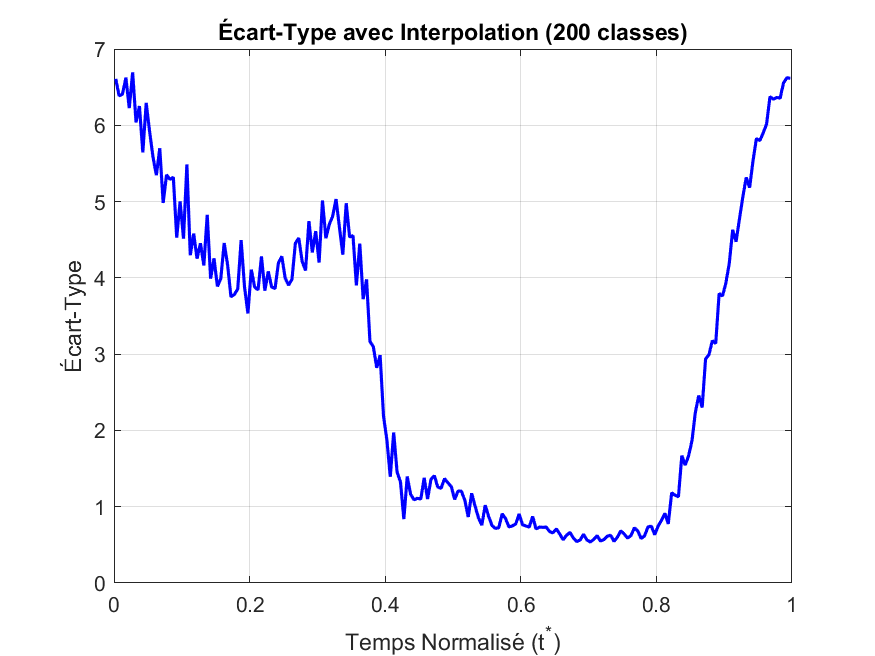 Écart-Type avec Interpolation (200 classes)
7
6
5
4
3
2
1
0
Écart-Type
0 0.2 0.4 0.6 0.8 1
Temps Normalisé (t*)